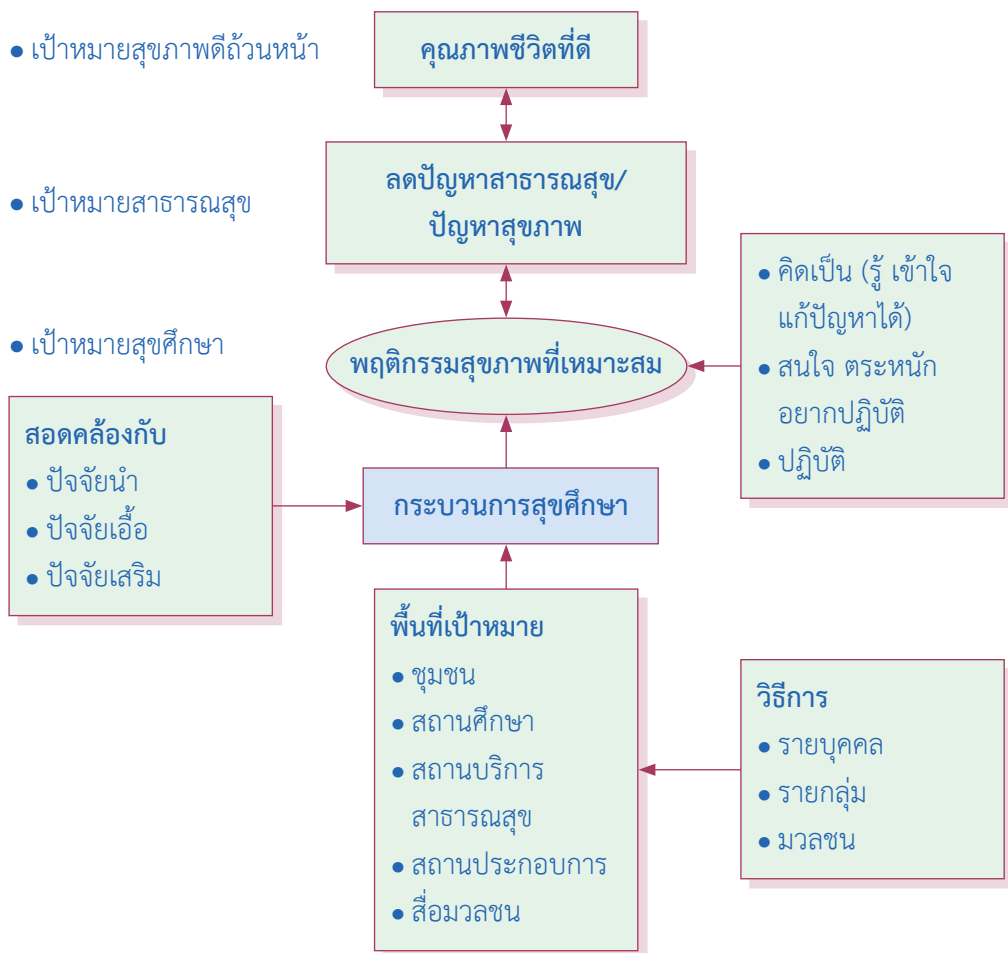 ● เป้าหมายสุขภาพดีถ้วนหน้า
คุณภาพชีวิตที่ดี
● เป้าหมายสาธารณสุข
ลดปัญหาสาธารณสุข/
ปัญหาสุขภาพ
● เป้าหมายสุขศึกษา
พฤติกรรมสุขภาพที่เหมาะสม
● คิดเป็น (รู้ เข้าใจ
แก้ปัญหาได้)
● สนใจ ตระหนัก
อยากปฏิบัติ
● ปฏิบัติ
สอดคล้องกับ
● ปัจจัยนำ
● ปัจจัยเอื้อ
● ปัจจัยเสริม
กระบวนการสุขศึกษา
พื้นที่เป้าหมาย
● ชุมชน
● สถานศึกษา
● สถานบริการ
สาธารณสุข
● สถานประกอบการ
● สื่อมวลชน
วิธีการ
● รายบุคคล
● รายกลุ่ม
● มวลชน